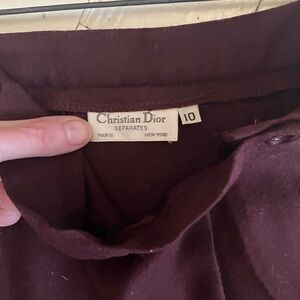 Christian Dior
SEPARATES
PARIS NEW YORK
10